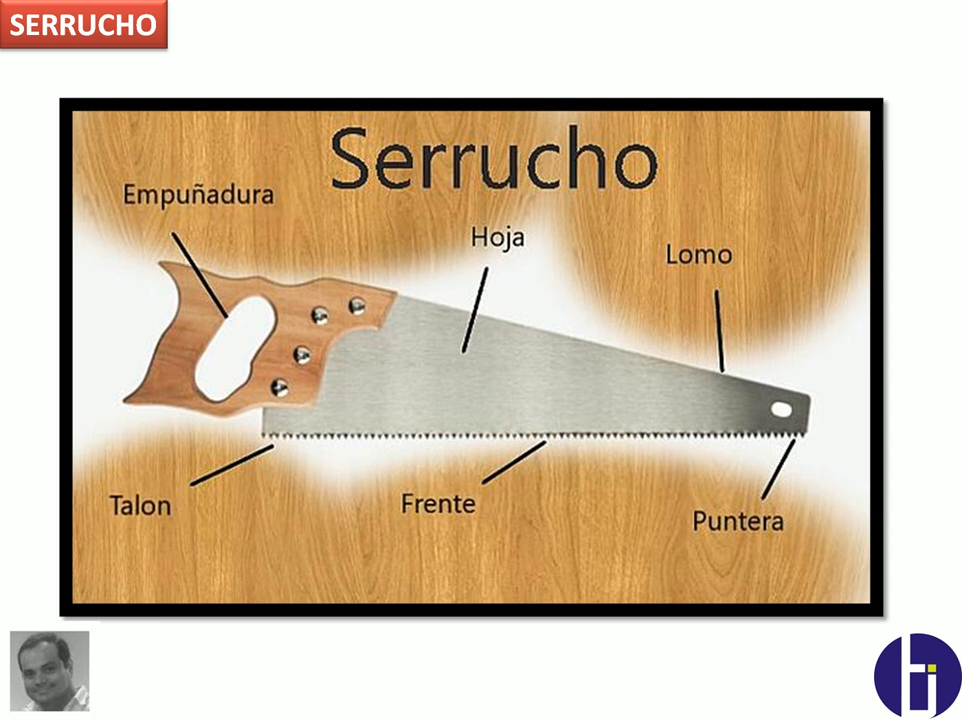 SERRUCHO
Serrucho
Empuñadura
Hoja
Lomo
Talon
Frente
Puntera